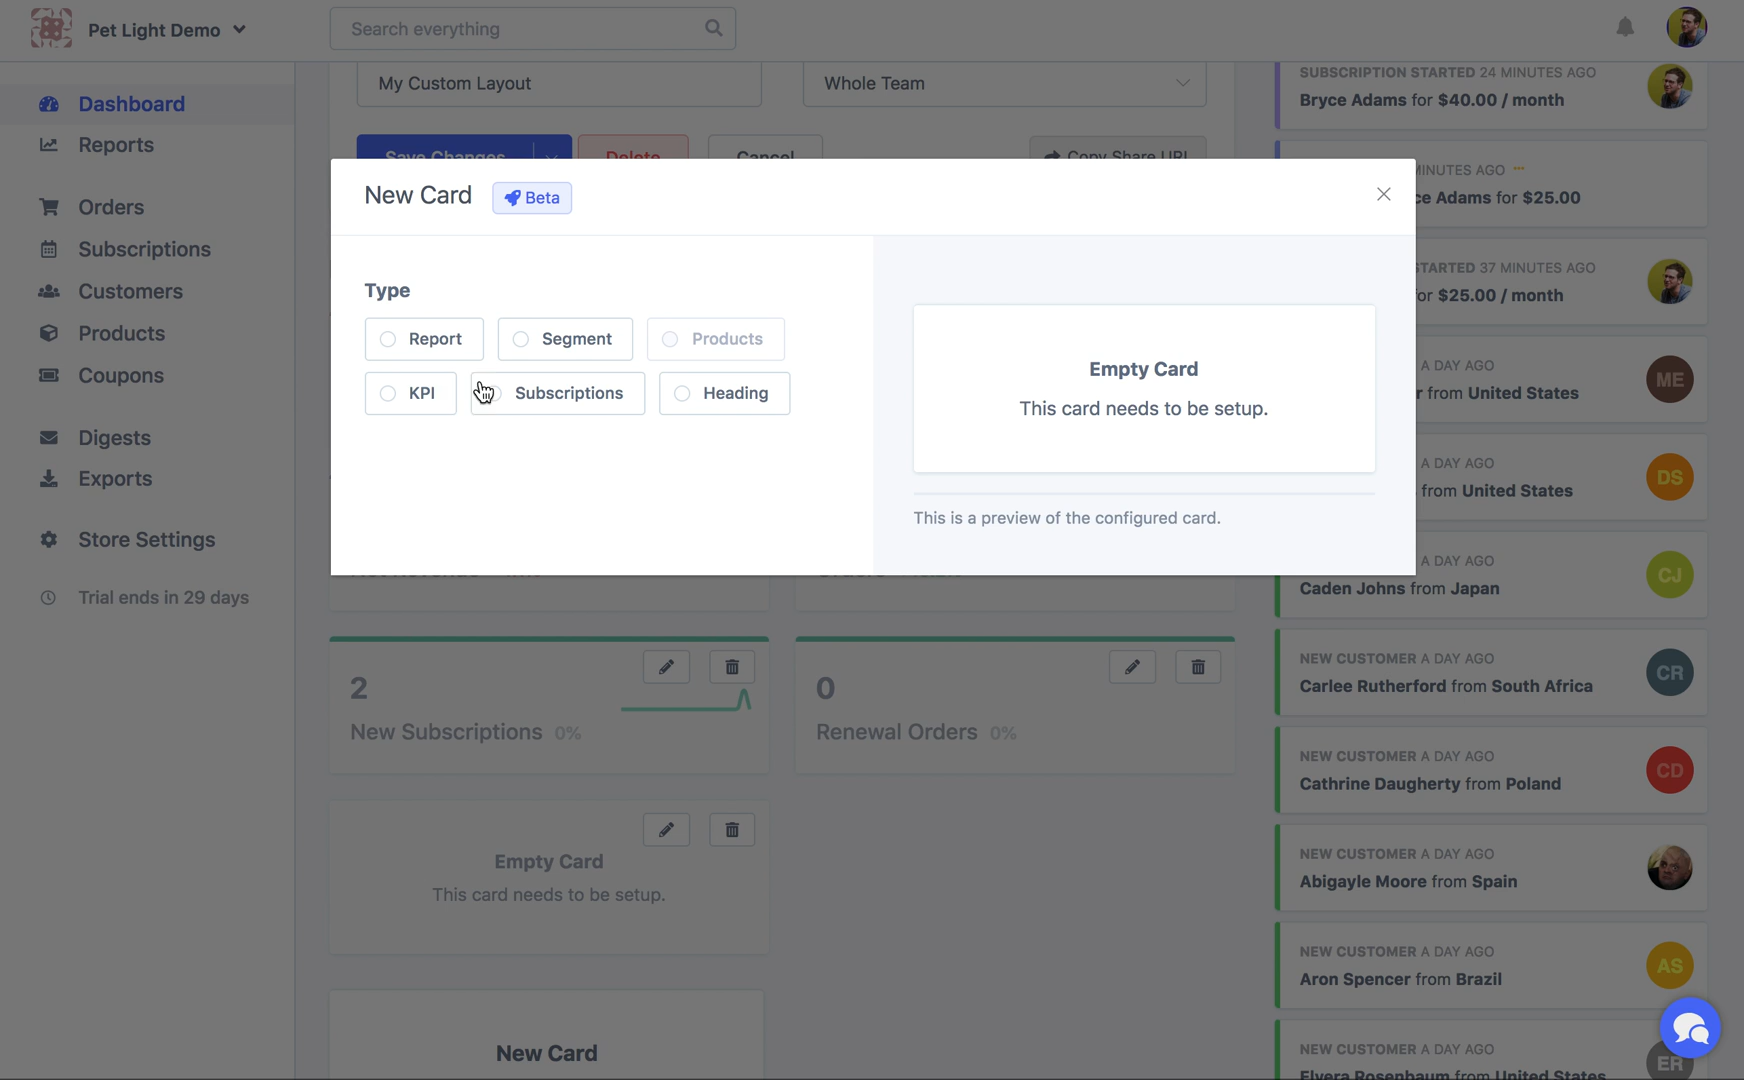 Pet Light Demo
Search everything
Dashboard
Reports
Orders
Subscriptions
Customers
Products
Coupons
Digests
Exports
Store Settings
Trial ends in 29 days
My Custom Layout
Whole Team
Save Changes
Delete
Cancel
Copy Share URL
New Card
Beta
Type
Report
Segment
Products
KPI
Subscriptions
Heading
Empty Card
This card needs to be setup.
This is a preview of the configured card.
2
New Subscriptions 0%
0
Renewal Orders 0%
Empty Card
This card needs to be setup.
New Card
SUBSCRIPTION STARTED 24 MINUTES AGO
Bryce Adams for $40.00 / month
MINUTES AGO
Adams for $25.00
STARTED 37 MINUTES AGO
for $25.00 / month
A DAY AGO
from United States
ME
A DAY AGO
from United States
DS
A DAY AGO
Caden Johns from Japan
CJ
NEW CUSTOMER A DAY AGO
Carlee Rutherford from South Africa
CR
NEW CUSTOMER A DAY AGO
Cathrine Daugherty from Poland
CD
NEW CUSTOMER A DAY AGO
Abigayle Moore from Spain
NEW CUSTOMER A DAY AGO
Aron Spencer from Brazil
AS
NEW CUSTOMER A DAY AGO
Elvera Rosenbaum from United States
ER